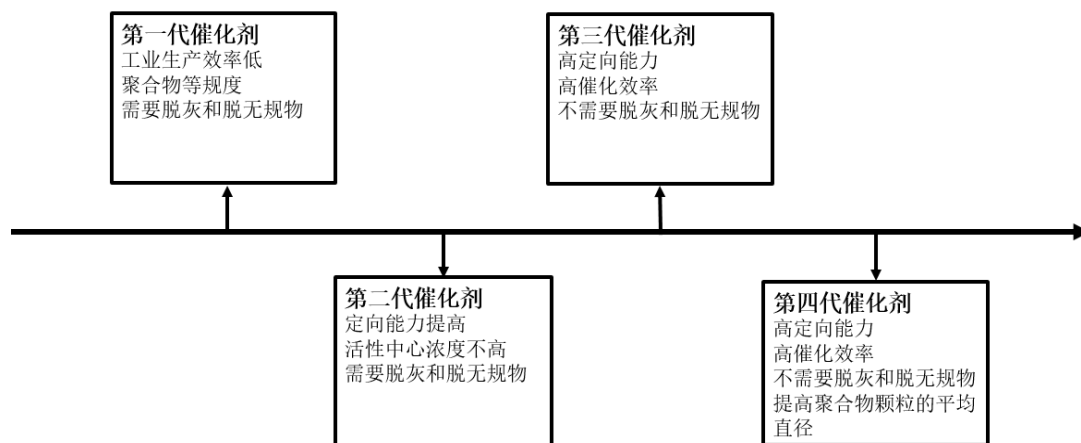 第一代催化剂
工业生产效率低
聚合物等规度
需要脱灰和脱无规物
第三代催化剂
高定向能力
高催化效率
不需要脱灰和脱无规物
第二代催化剂
定向能力提高
活性中心浓度不高
需要脱灰和脱无规物
第四代催化剂
高定向能力
高催化效率
不需要脱灰和脱无规物
提高聚合物颗粒的平均
直径